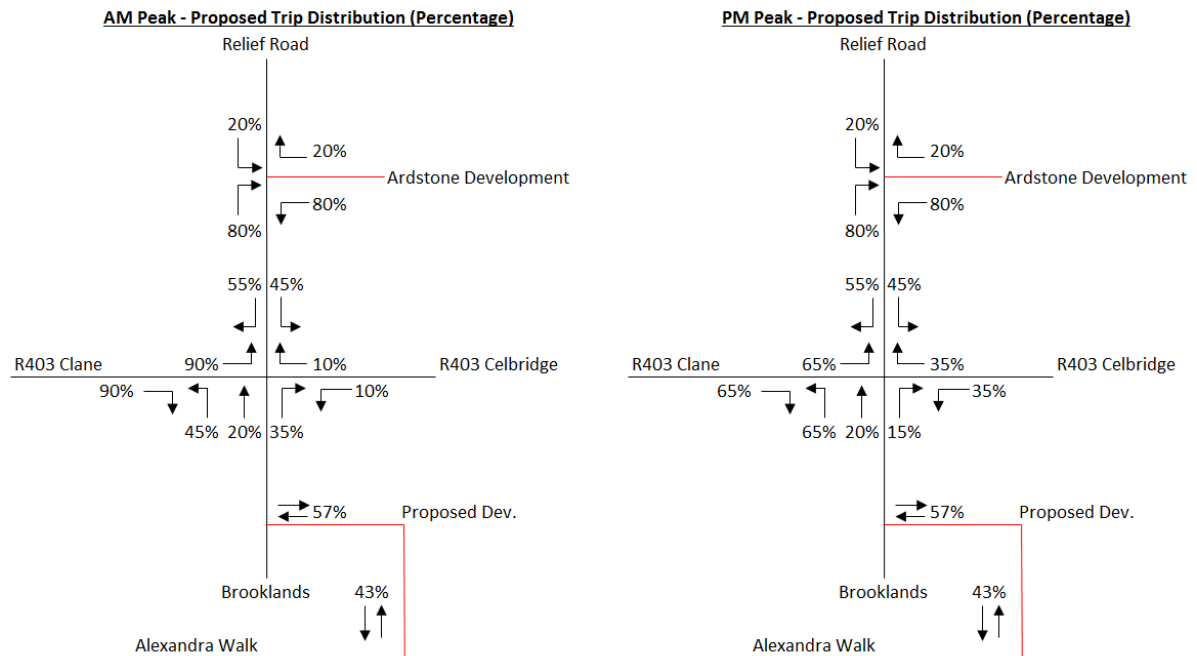 AM Peak - Proposed Trip Distribution (Percentage)
Relief Road
20%
20%
Ardstone Development
80%
80%
55% 45%
R403 Clane 90% 10% R403 Celbridge
90% 10%
45% 20% 35%
57% Proposed Dev.
Brooklands 43%
Alexandra Walk
PM Peak - Proposed Trip Distribution (Percentage)
Relief Road
20%
20%
Ardstone Development
80%
80%
55% 45%
R403 Clane 65% 35% R403 Celbridge
65% 35%
65% 20% 15%
57% Proposed Dev.
Brooklands 43%
Alexandra Walk